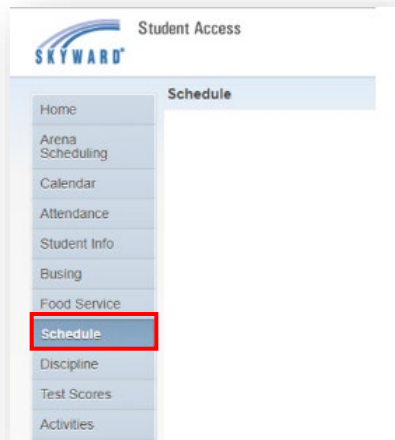 Student Access
SKYWARD
Schedule
Home
Arena
Scheduling
Calendar
Attendance
Student Info
Busing
Food Service
Schedule
Discipline
Test Scores
Activities